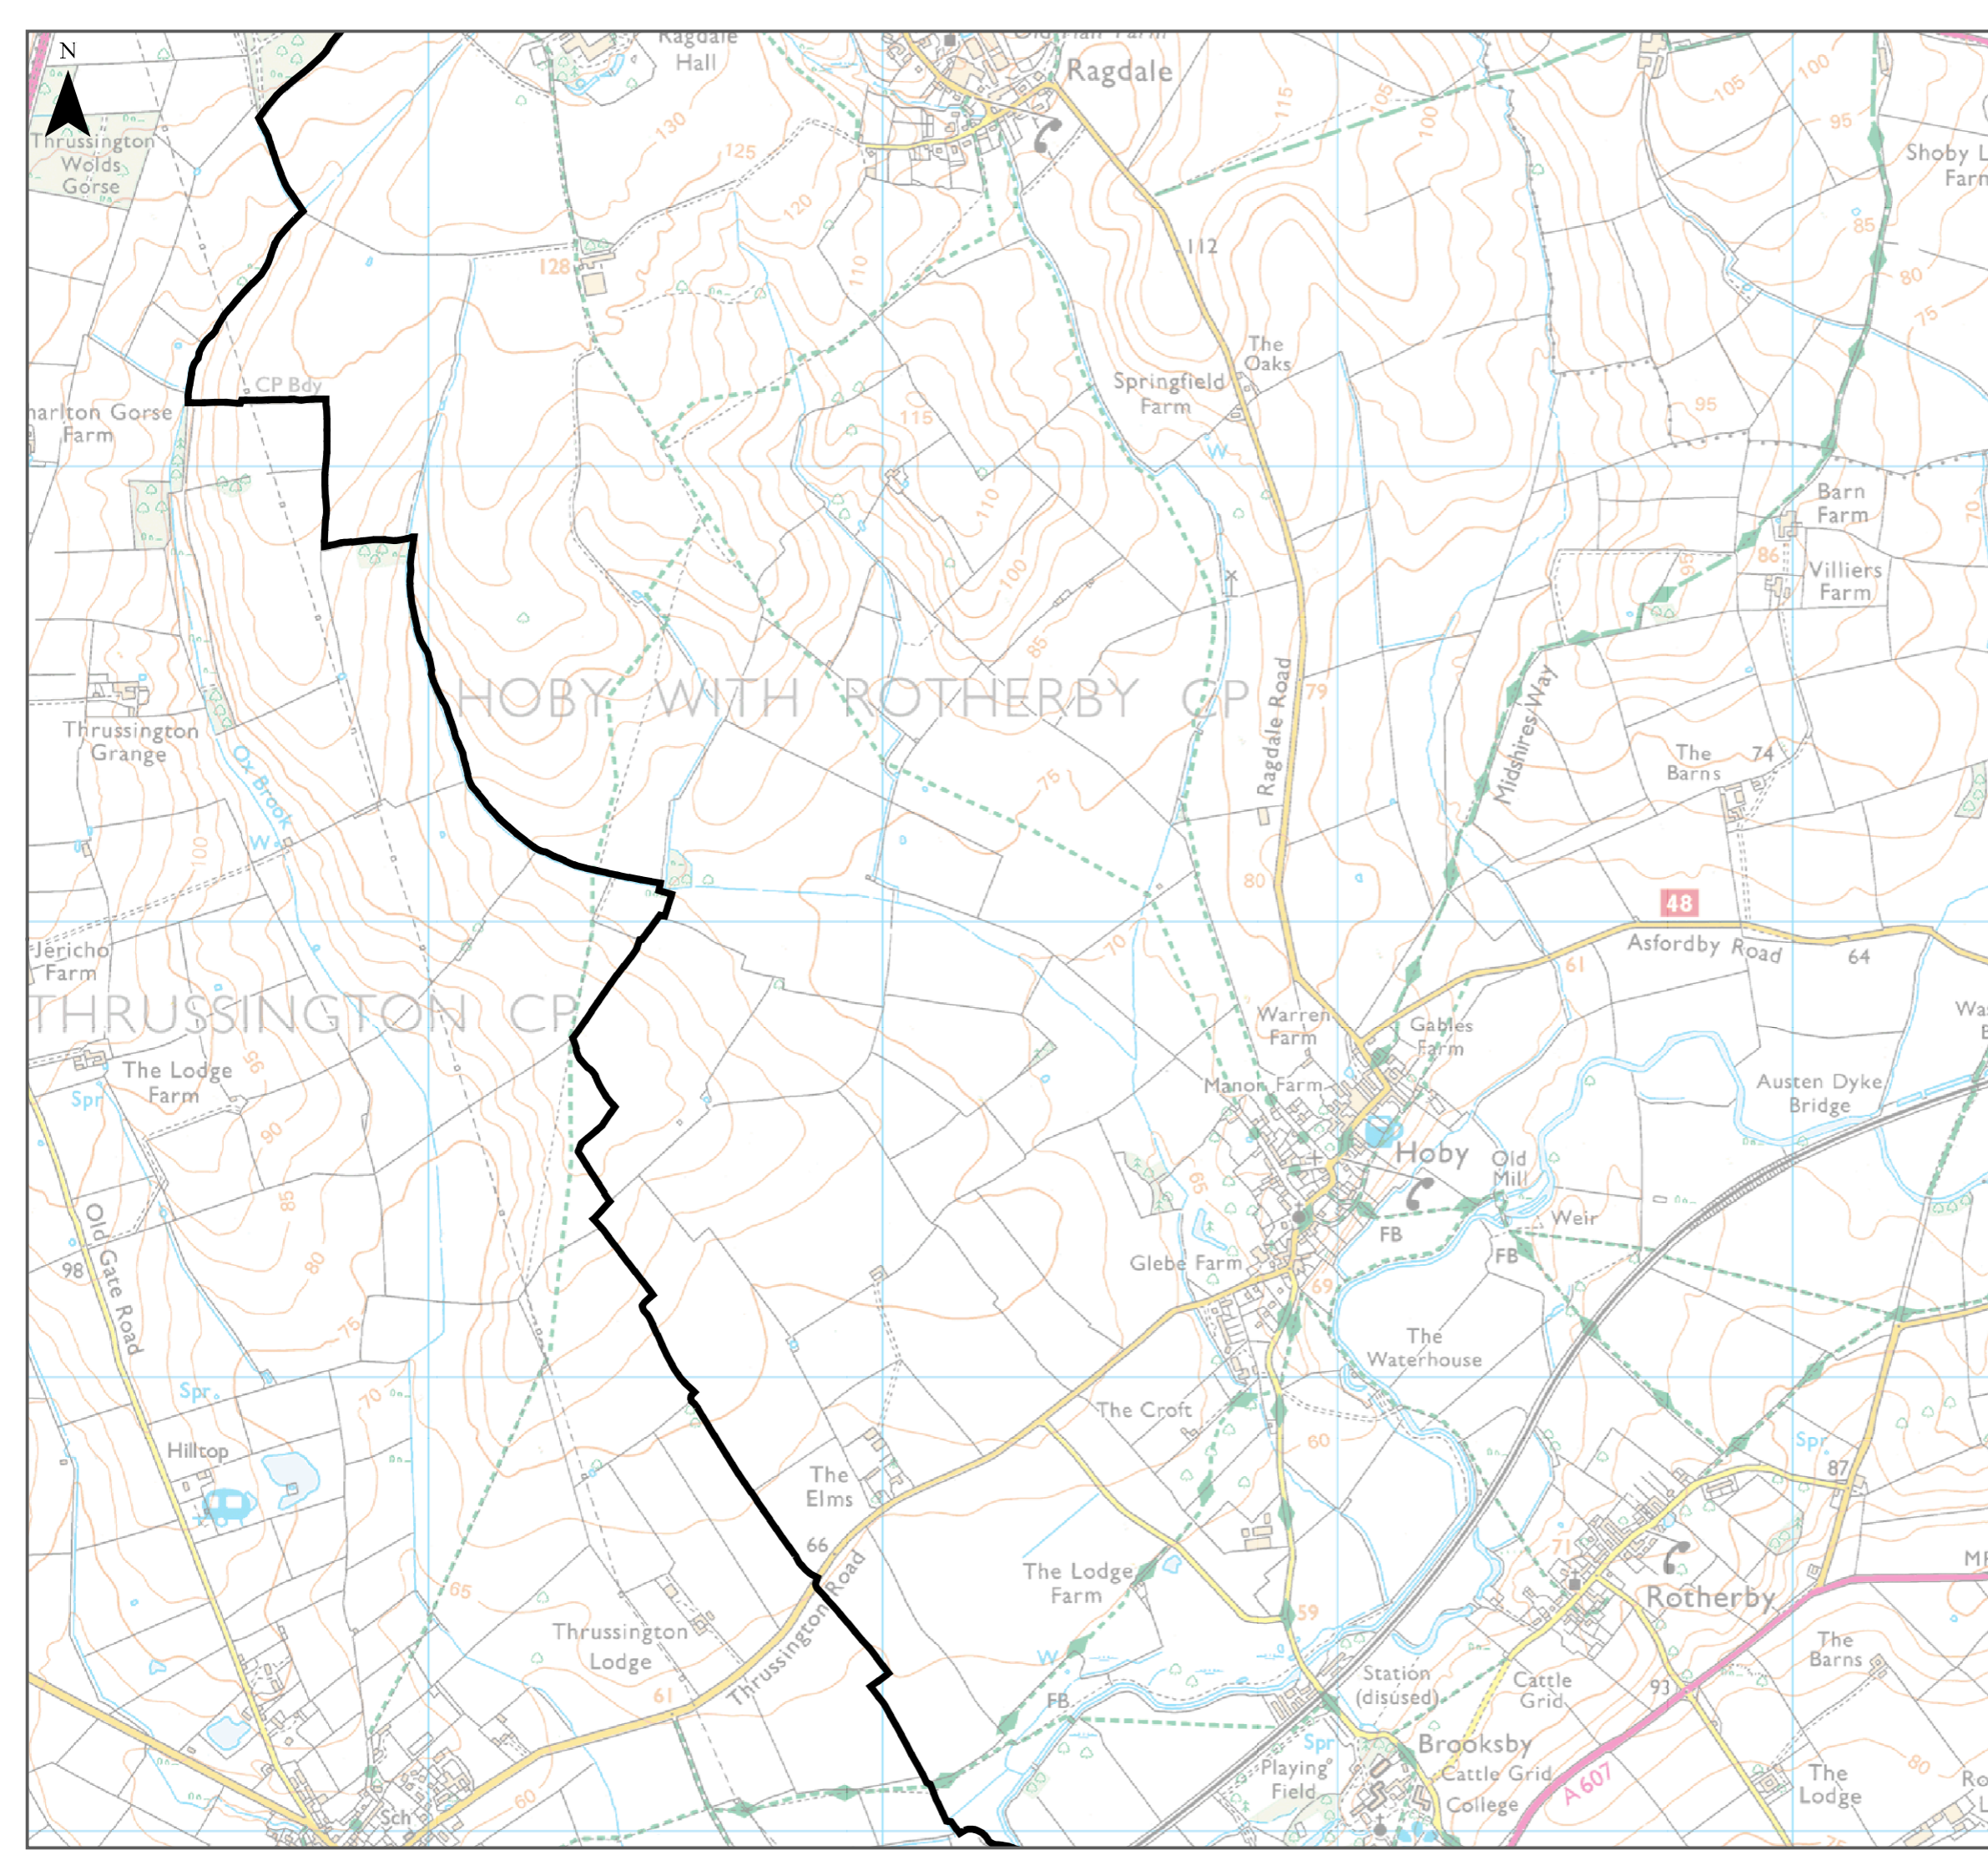 N
Ragdale
Hall
Old Hall Farm
Ragdale
Thrussington
Wolds
Gorse
130
125
120
115
105
100
105
100
95
Shoby L
Farm
85
80
75
128
110
112
The
Oaks
Springfield
Farm
CP Bdy
harlton Gorse
Farm
115
W
95
110
100
85
Barn
Farm
70
86
95
Villiers
Farm
HOBY WITH ROTHERBY CP
79
Ragdale Road
Midshires Way
Thrussington
Grange
Ox Brook
W
100
75
The
Barns
74
80
48
Asfordby Road
61
64
70
Jericho
Farm
THRUSSINGTON CP
95
The Lodge
Farm
Spr
90
85
80
75
Warren
Farm
Gables
Farm
Manor Farm
Austen Dyke
Bridge
Hoby
Old
Mill
65
Weir
FB
FB
Glebe Farm
69
Old Gate Road
98
The
Waterhouse
Spr
70
Hilltop
The Croft
60
Spr
87
The
Elms
66
Thrussington Road
65
The Lodge
Farm
71
Rotherby
59
Thrussington
Lodge
61
W
FB
Station
(disused)
Cattle
Grid
The
Barns
93
Spr
Brooksby
Playing
Field
Cattle Grid
College
A 607
The
Lodge
80
Sch
60
75